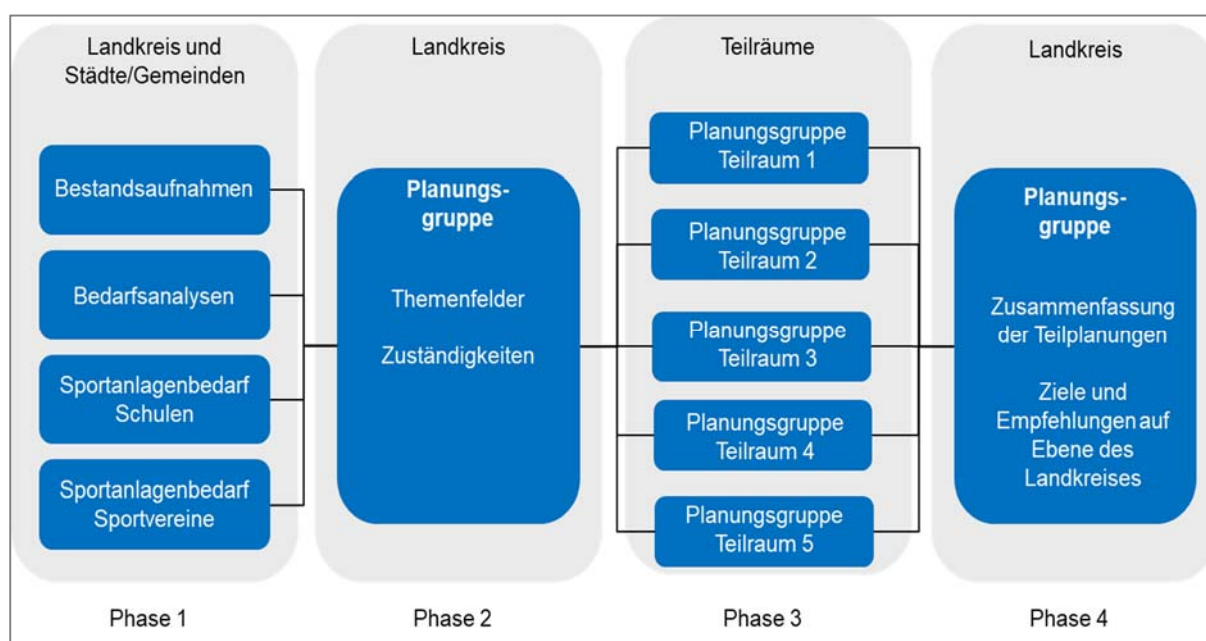 Landkreis und
Städte/Gemeinden
Bestandsaufnahmen
Bedarfsanalysen
Sportanlagenbedarf
Schulen
Sportanlagenbedarf
Sportvereine
Phase 1
Landkreis
Planungs-
gruppe
Themenfelder
Zuständigkeiten
Phase 2
Teilräume
Planungsgruppe
Teilraum 1
Planungsgruppe
Teilraum 2
Planungsgruppe
Teilraum 3
Planungsgruppe
Teilraum 4
Planungsgruppe
Teilraum 5
Phase 3
Landkreis
Planungs-
gruppe
Zusammenfassung
der Teilplanungen
Ziele und
Empfehlungen auf
Ebene des
Landkreises
Phase 4